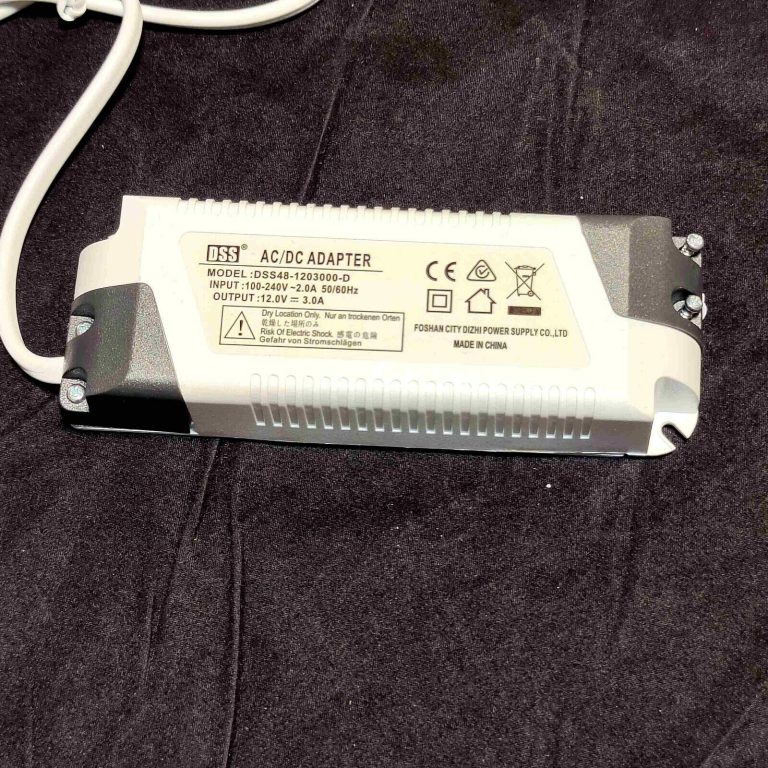 DSS® AC/DC ADAPTER
MODEL:DSS48-1203000-D
INPUT:100-240V~2.0A 50/60Hz
OUTPUT:12.0V⎓3.0A
Dry Location Only. Nur an trockenen Orten
乾燥した場所のみ
Risk Of Electric Shock. 感電の危険
Gefahr von Stromschlägen
CE
FOSHAN CITY DIZHI POWER SUPPLY CO.,LTD
MADE IN CHINA